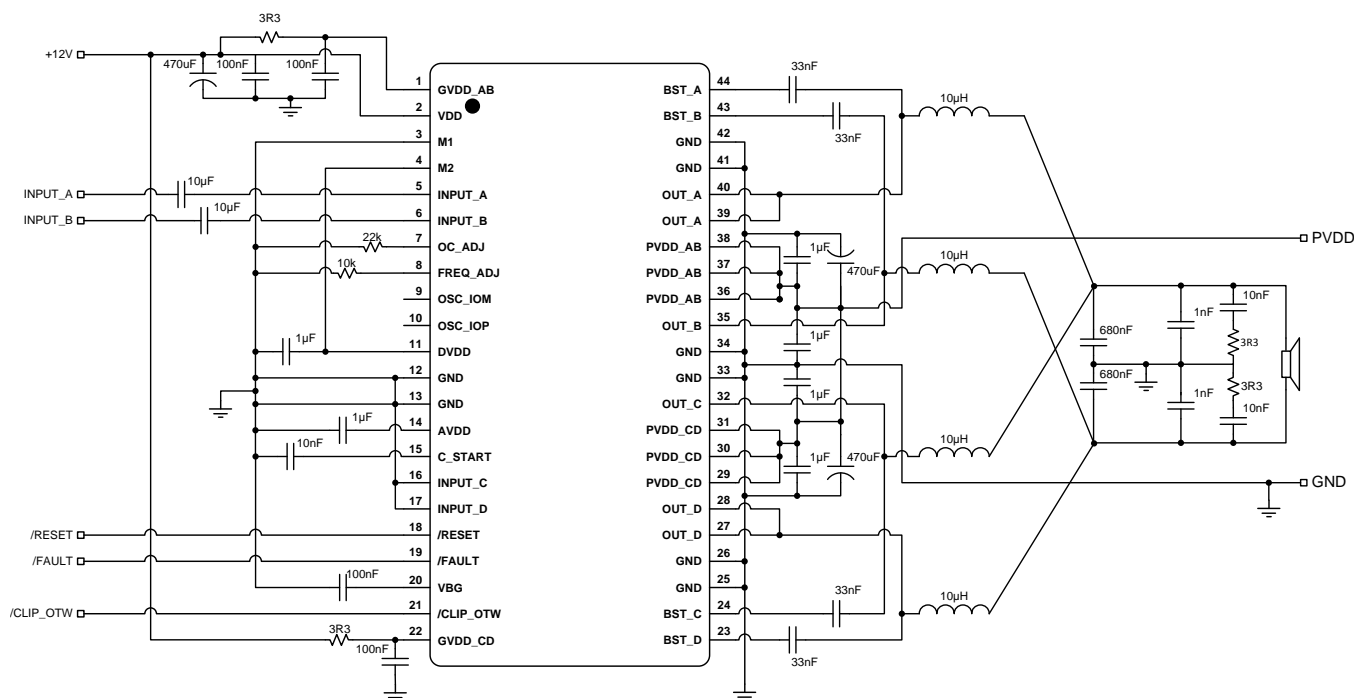 3R3
+12V
470uF
100nF
100nF
1
GVDD_AB
2
VDD
3
M1
4
M2
INPUT_A
10µF
5
INPUT_A
INPUT_B
10µF
6
INPUT_B
22k
7
OC_ADJ
10k
8
FREQ_ADJ
9
OSC_IOM
10
OSC_IOP
1µF
11
DVDD
12
GND
13
GND
1µF
14
AVDD
10nF
15
C_START
16
INPUT_C
17
INPUT_D
/RESET
18
/RESET
/FAULT
19
/FAULT
100nF
20
VBG
/CLIP_OTW
21
/CLIP_OTW
3R3
22
GVDD_CD
100nF
44
BST_A
33nF
43
BST_B
33nF
42
GND
41
GND
40
OUT_A
39
OUT_A
38
PVDD_AB
37
PVDD_AB
36
PVDD_AB
35
OUT_B
34
GND
33
GND
32
OUT_C
31
PVDD_CD
30
PVDD_CD
29
PVDD_CD
28
OUT_D
27
OUT_D
26
GND
25
GND
24
BST_C
33nF
23
BST_D
33nF
1µF
470uF
1µF
1µF
1µF
470uF
10µH
10µH
10µH
10µH
PVDD
680nF
1nF
10nF
3R3
680nF
1nF
3R3
10nF
GND